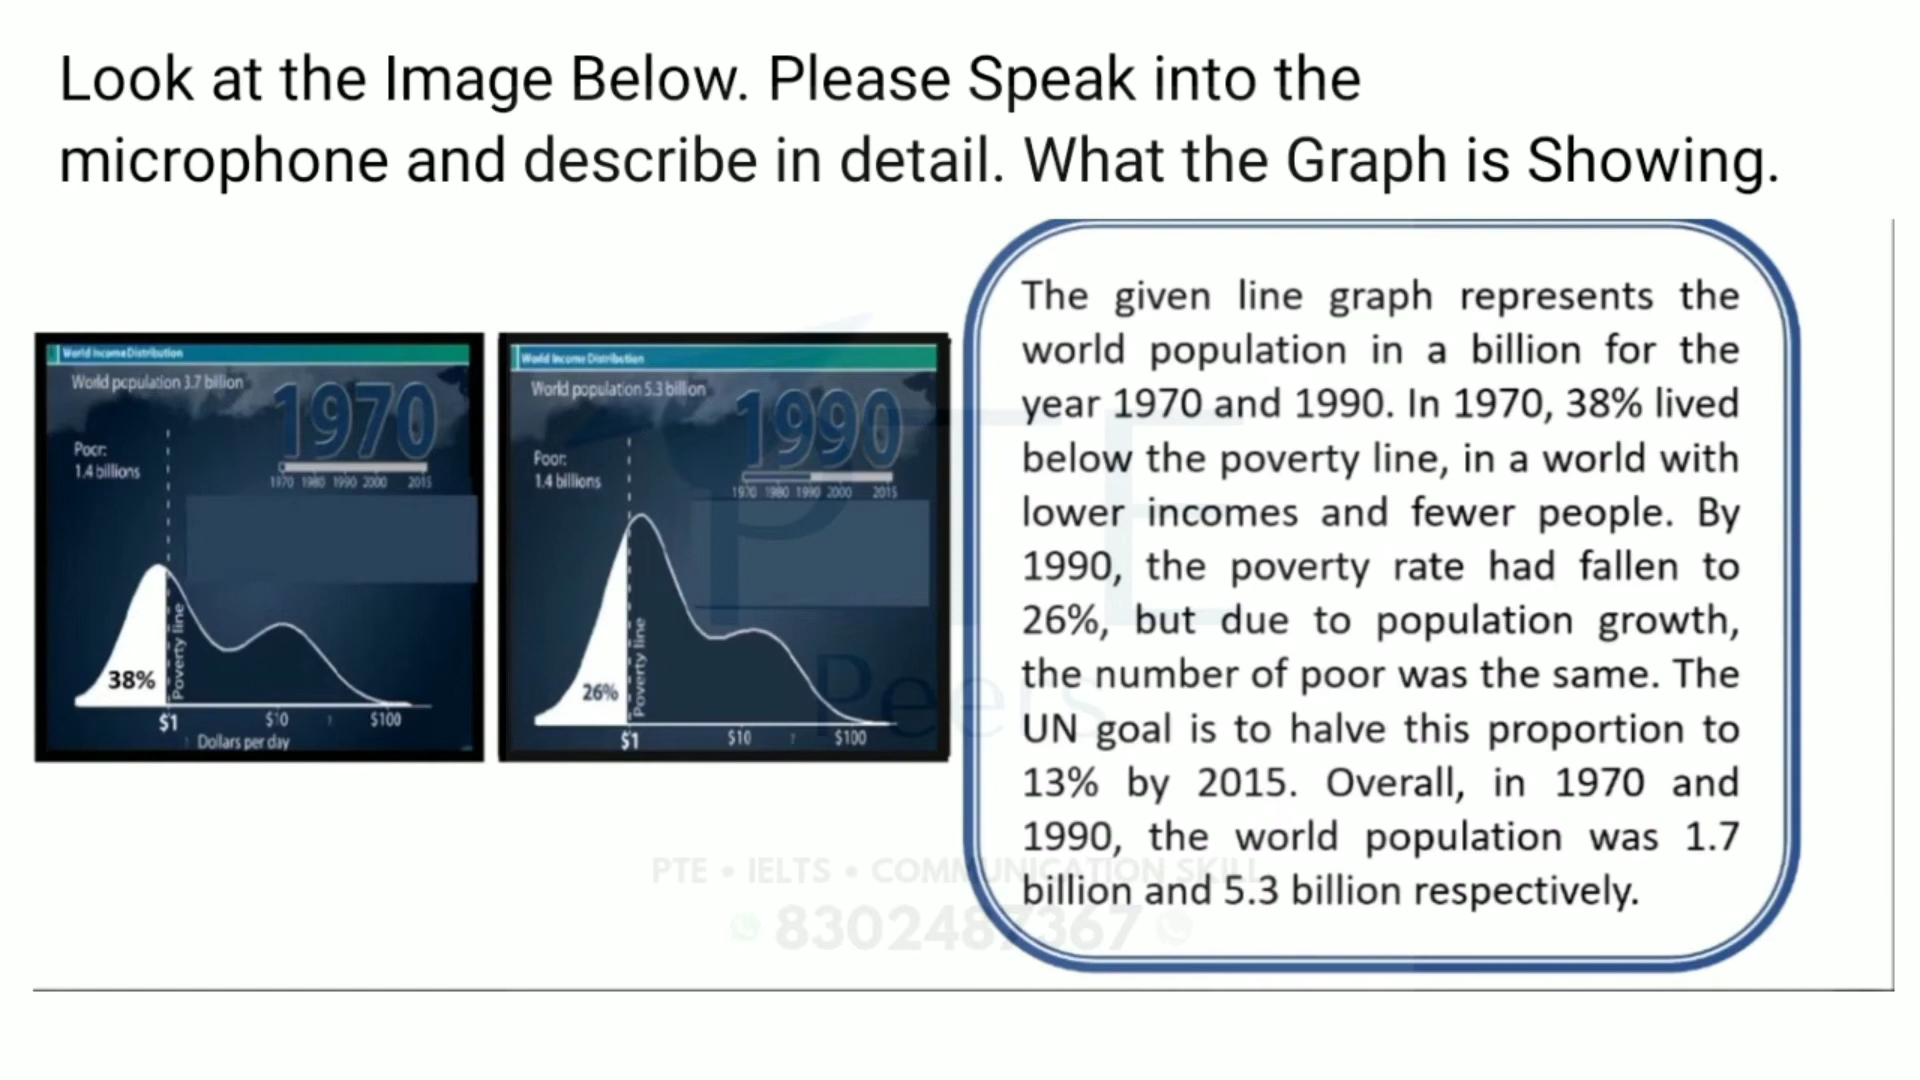 Look at the Image Below. Please Speak into the
microphone and describe in detail. What the Graph is Showing.
World Income Distribution
World population 3.7 billion
1970
Poor:
1.4 billions
1970 1980 1990 2000 2015
Poverty line
38%
$1 $10 $100
Dollars per day
World Income Distribution
World population 5.3 billion
1990
Poor:
1.4 billions
1970 1980 1990 2000 2015
Poverty line
26%
$1 $10 $100
The given line graph represents the
world population in a billion for the
year 1970 and 1990. In 1970, 38% lived
below the poverty line, in a world with
lower incomes and fewer people. By
1990, the poverty rate had fallen to
26%, but due to population growth,
the number of poor was the same. The
UN goal is to halve this proportion to
13% by 2015. Overall, in 1970 and
1990, the world population was 1.7
billion and 5.3 billion respectively.
PTE
Peets
PTE • IELTS • COMMUNICATION SKILL
8302487367